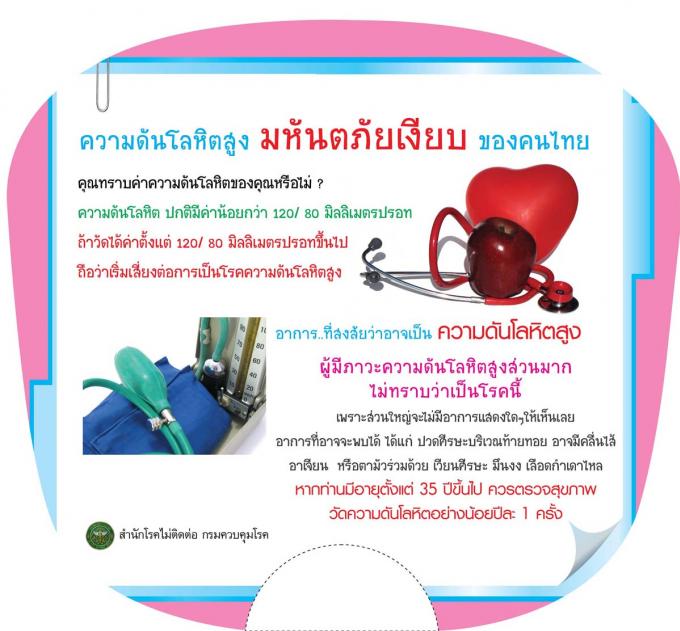 ความดันโลหิตสูง มหันตภัยเงียบ ของคนไทย
คุณทราบค่าความดันโลหิตของคุณหรือไม่ ?
ความดันโลหิต ปกติมีค่าน้อยกว่า 120/ 80 มิลลิเมตรปรอท
ถ้าวัดได้ค่าตั้งแต่ 120/ 80 มิลลิเมตรปรอทขึ้นไป
ถือว่าเริ่มเสี่ยงต่อการเป็นโรคความดันโลหิตสูง
อาการ..ที่สงสัยว่าอาจเป็น ความดันโลหิตสูง
ผู้มีภาวะความดันโลหิตสูงส่วนมาก
ไม่ทราบว่าเป็นโรคนี้
เพราะส่วนใหญ่จะไม่มีอาการแสดงใดๆให้เห็นเลย
อาการที่อาจจะพบได้ ได้แก่ ปวดศีรษะบริเวณท้ายทอย อาจมีคลื่นไส้
อาเจียน หรือตามัวร่วมด้วย เวียนศีรษะ มึนงง เลือดกำเดาไหล
หากท่านมีอายุตั้งแต่ 35 ปีขึ้นไป ควรตรวจสุขภาพ
วัดความดันโลหิตอย่างน้อยปีละ 1 ครั้ง
สำนักโรคไม่ติดต่อ กรมควบคุมโรค